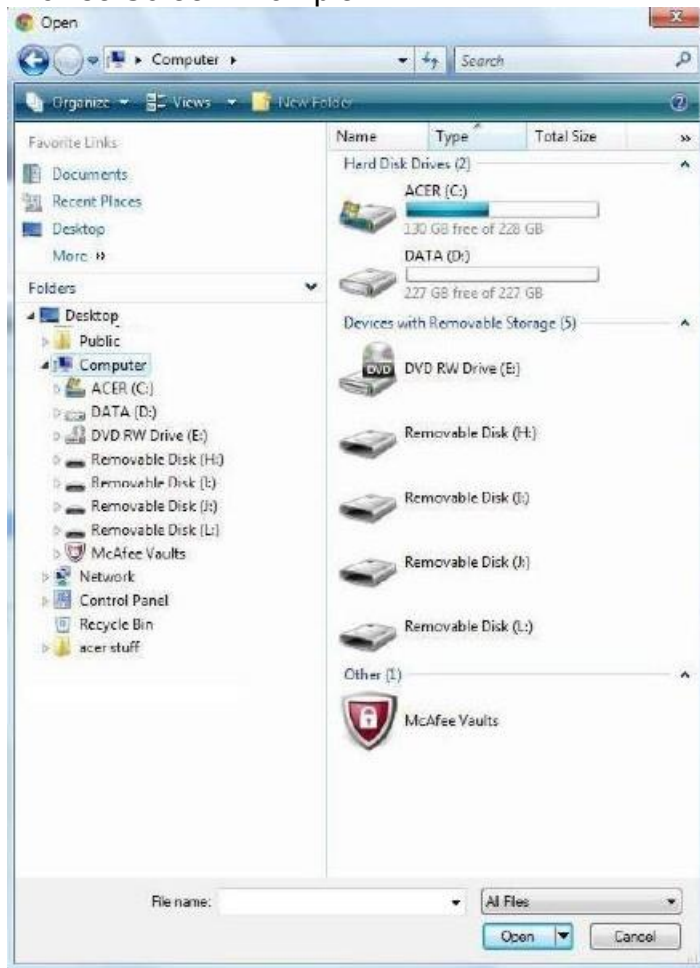 Open
Computer
Search
Organize Views New Folder
Favorite Links
Documents
Recent Places
Desktop
More »
Folders
Desktop
Public
Computer
ACER (C:)
DATA (D:)
DVD RW Drive (E:)
Removable Disk (H:)
Removable Disk (I:)
Removable Disk (J:)
Removable Disk (L:)
McAfee Vaults
Network
Control Panel
Recycle Bin
acer stuff
Name Type Total Size »
Hard Disk Drives (2)
ACER (C:)
130 GB free of 228 GB
DATA (D:)
227 GB free of 227 GB
Devices with Removable Storage (5)
DVD
DVD RW Drive (E:)
Removable Disk (H:)
Removable Disk (I:)
Removable Disk (J:)
Removable Disk (L:)
Other (1)
McAfee Vaults
File name:
All Files
Open Cancel